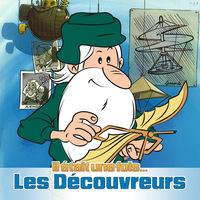 Il était une fois...
Les Découvreurs